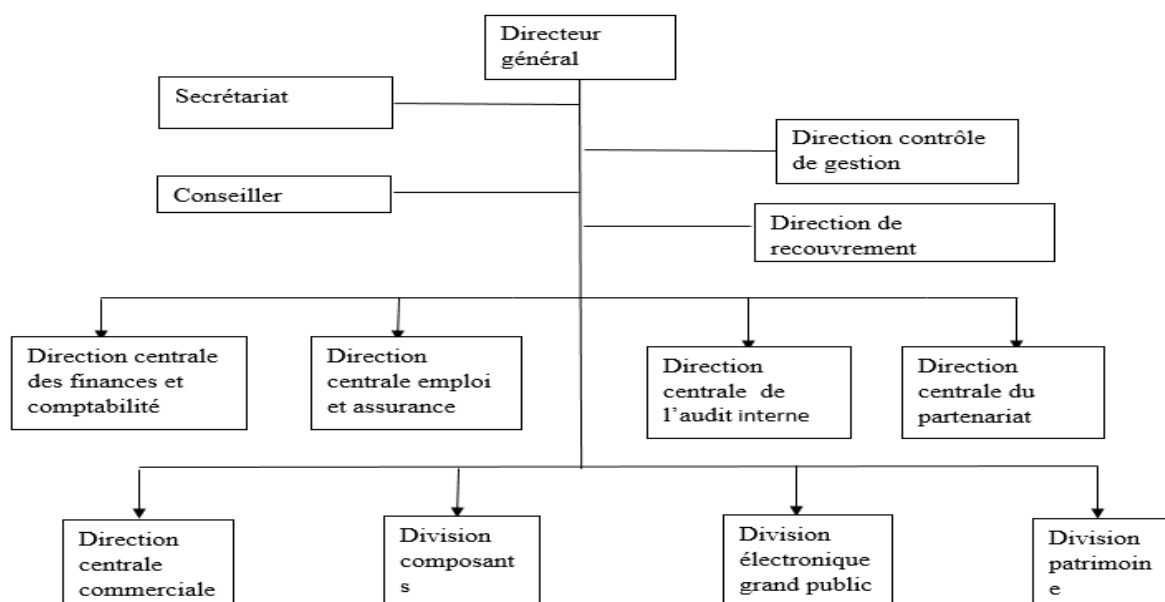 Directeur
général
Secrétariat
Direction contrôle
de gestion
Conseiller
Direction de
recouvrement
Direction centrale
des finances et
comptabilité
Direction
centrale emploi
et assurance
Direction
centrale de
l'audit interne
Direction
centrale du
partenariat
Direction
centrale
commerciale
Division
composant
s
Division
électronique
grand public
Division
patrimoin
e